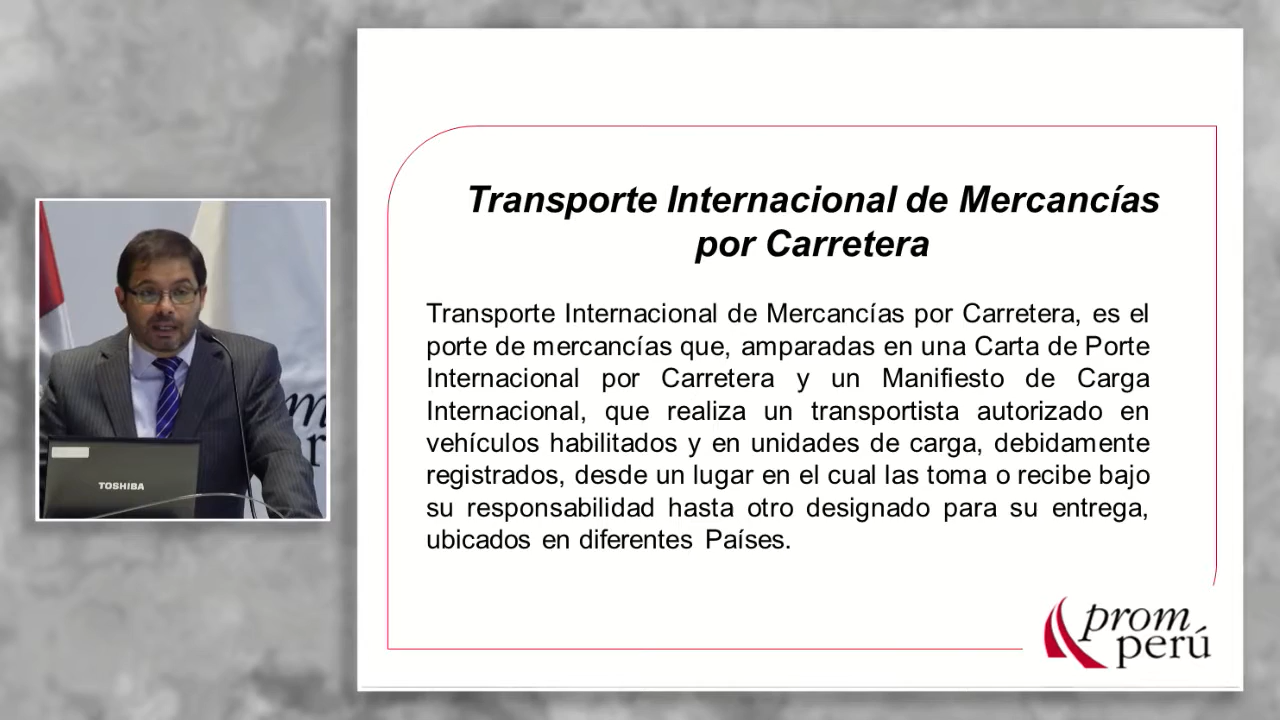 Transporte Internacional de Mercancías
por Carretera
Transporte Internacional de Mercancías por Carretera, es el
porte de mercancías que, amparadas en una Carta de Porte
Internacional por Carretera y un Manifiesto de Carga
Internacional, que realiza un transportista autorizado en
vehículos habilitados y en unidades de carga, debidamente
registrados, desde un lugar en el cual las toma o recibe bajo
su responsabilidad hasta otro designado para su entrega,
ubicados en diferentes Países.
TOSHIBA
prom
perú